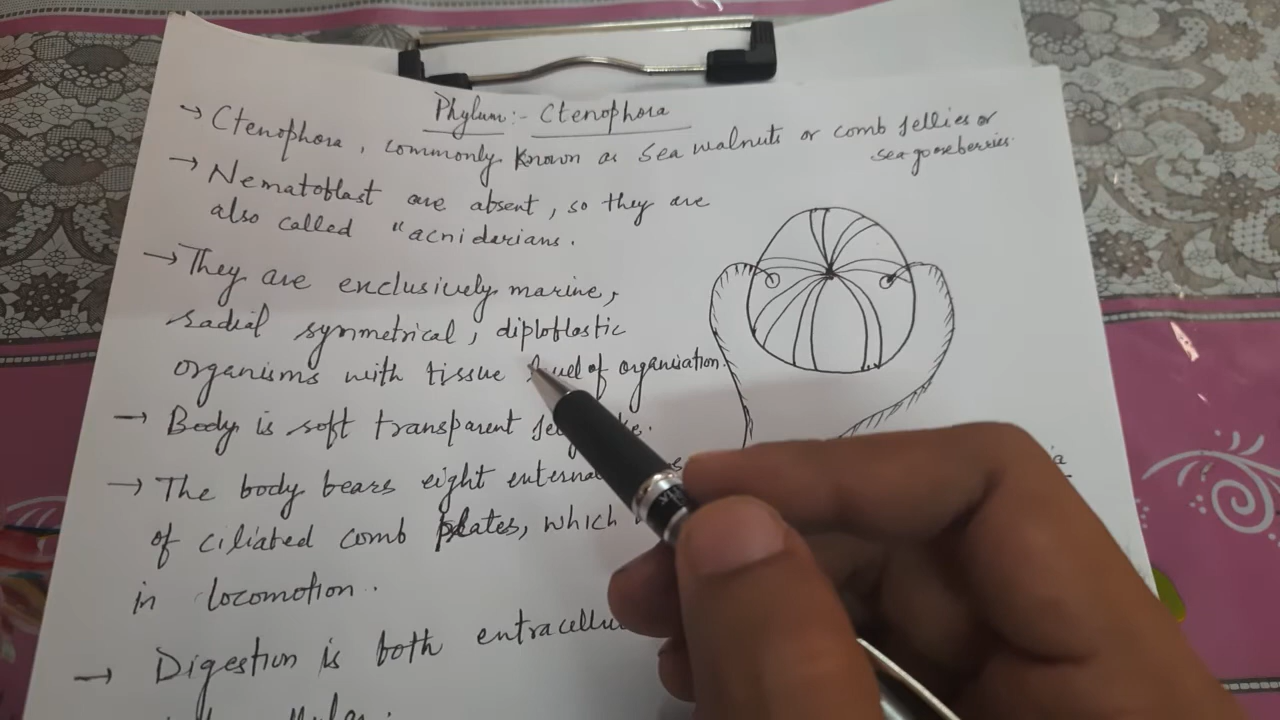 Phylum:- Ctenophora
→ Ctenophora, commonly known as sea walnuts or comb jellies or
sea gooseberries.
→ Nematoblast are absent, so they are
also called "acnidarians.
→ They are exclusively marine,
radial symmetrical, diploblastic
organisms with tissue level of organisation.
→ Body is soft transparent
→ The body bears eight external
of ciliated comb plates, which
in locomotion.
→ Digestion is both